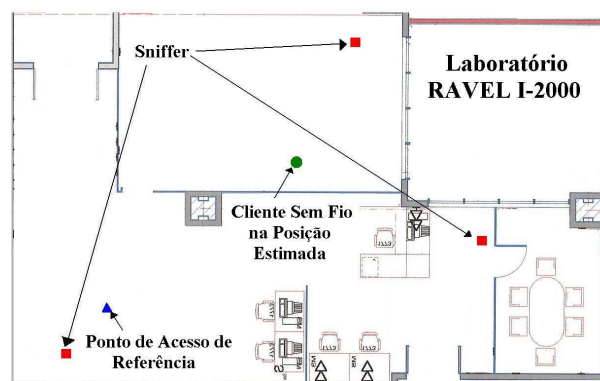 Sniffer
Laboratório
RAVEL I-2000
Cliente Sem Fio
na Posição
Estimada
Ponto de Acesso de
Referência